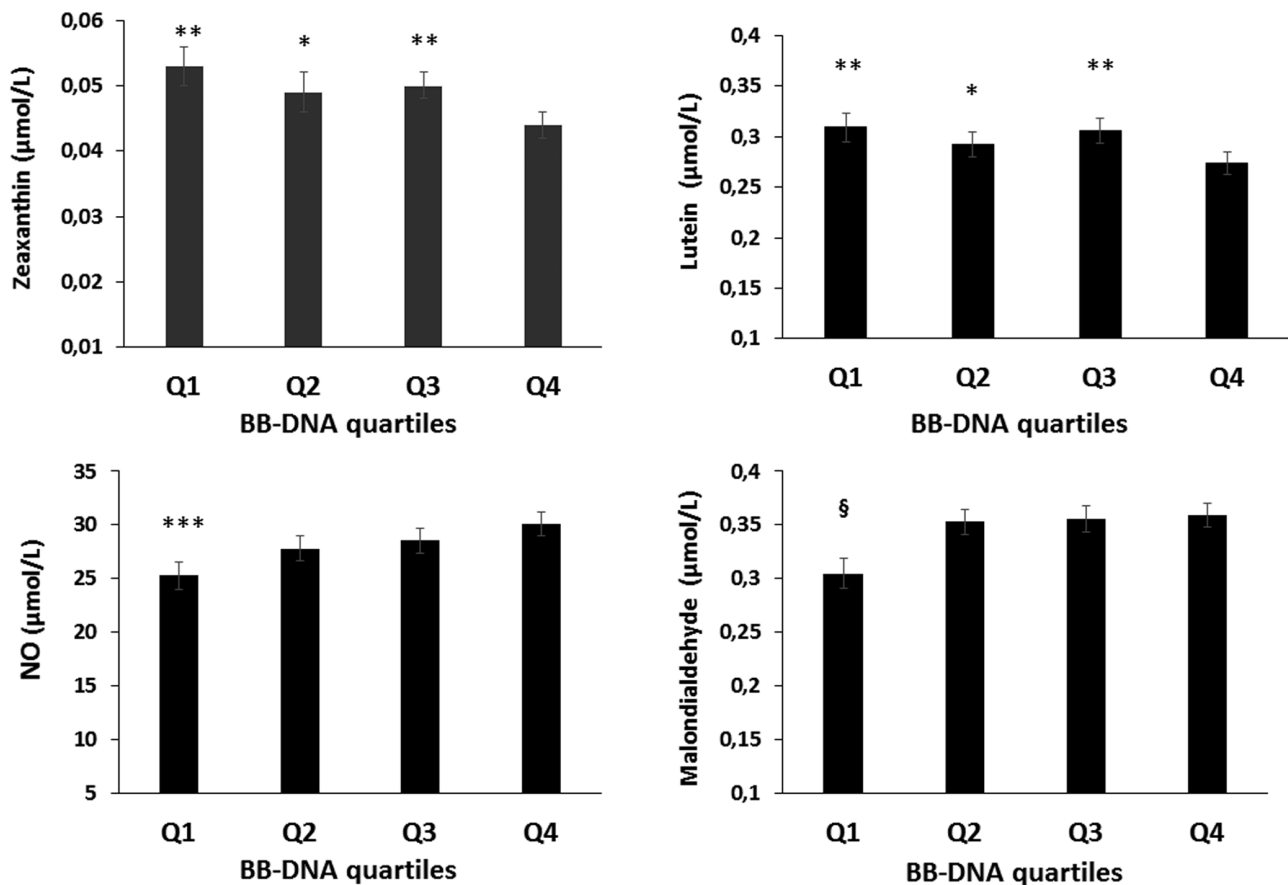 Zeaxanthin (µmol/L)
0,06
0,05
0,04
0,03
0,02
0,01
**
*
**
Q1 Q2 Q3 Q4
BB-DNA quartiles
Lutein (µmol/L)
0,4
0,35
0,3
0,25
0,2
0,15
0,1
**
*
**
Q1 Q2 Q3 Q4
BB-DNA quartiles
NO (µmol/L)
35
30
25
20
15
10
5
***
Q1 Q2 Q3 Q4
BB-DNA quartiles
Malondialdehyde (µmol/L)
0,4
0,35
0,3
0,25
0,2
0,15
0,1
§
Q1 Q2 Q3 Q4
BB-DNA quartiles